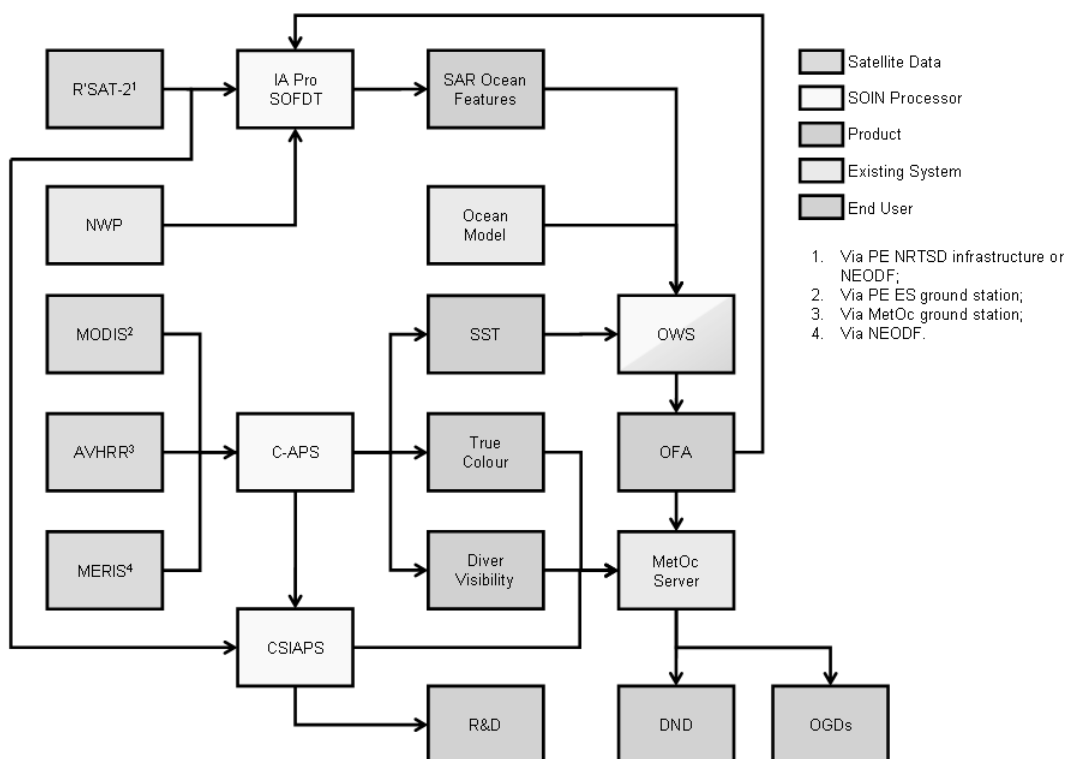 R'SAT-2¹
IA Pro
SOFDT
SAR Ocean
Features
NWP
Ocean
Model
MODIS²
SST
OWS
AVHRR³
C-APS
True
Colour
OFA
MERIS⁴
Diver
Visibility
MetOc
Server
CSIAPS
R&D
DND
OGDs
Satellite Data
SOIN Processor
Product
Existing System
End User
1. Via PE NRTSD infrastructure or
NEODF;
2. Via PE ES ground station;
3. Via MetOc ground station;
4. Via NEODF.